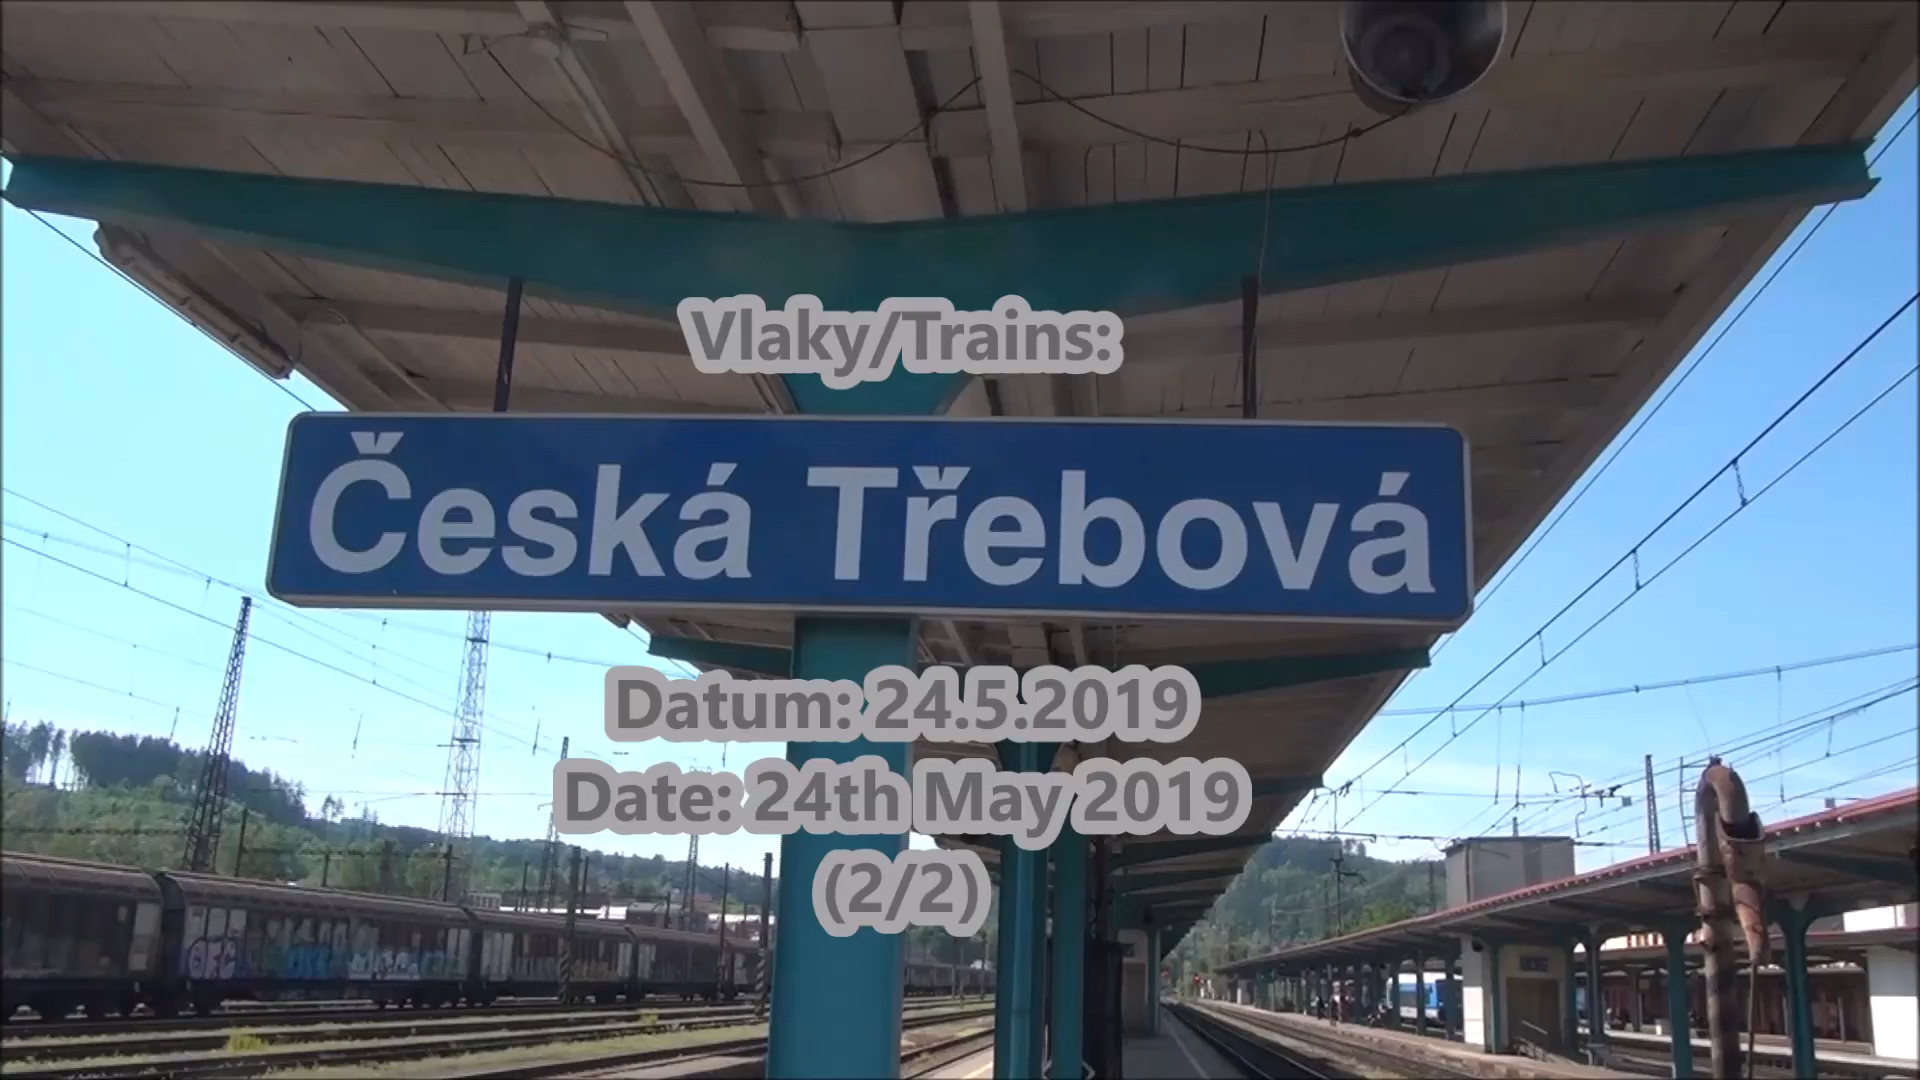 Vlaky/Trains:
Česká Třebová
Datum: 24.5.2019
Date: 24th May 2019
(2/2)